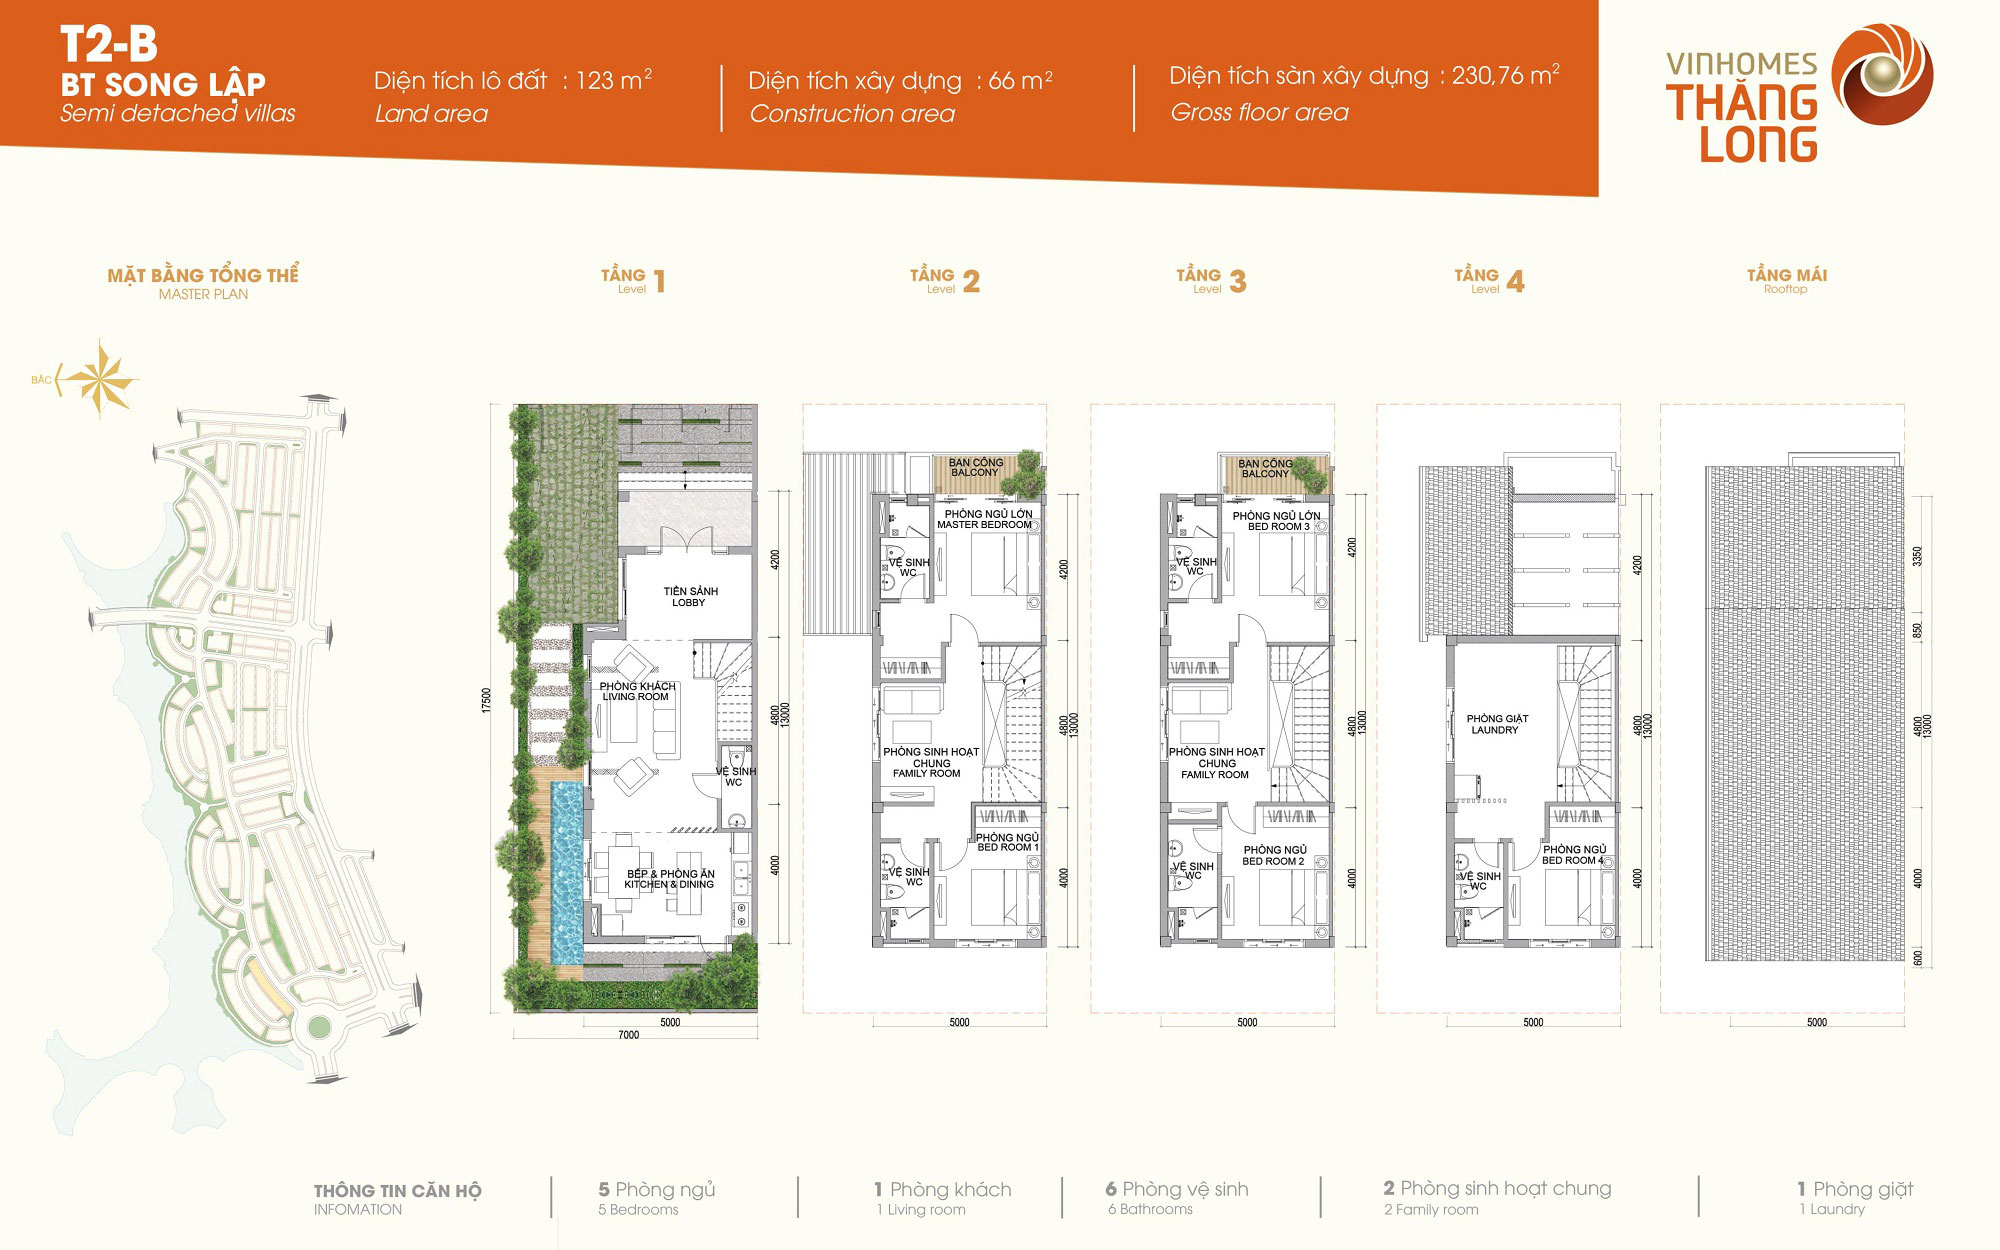 T2-B
BT SONG LẬP
Semi detached villas
Diện tích lô đất : 123 m²
Land area
Diện tích xây dựng : 66 m²
Construction area
Diện tích sàn xây dựng : 230,76 m²
Gross floor area
VINHOMES
THĂNG
LONG
MẶT BẰNG TỔNG THỂ
MASTER PLAN
TẦNG 1
Level
TẦNG 2
Level
TẦNG 3
Level
TẦNG 4
Level
TẦNG MÁI
Rooftop
BẮC
TIỀN SẢNH
LOBBY
PHÒNG KHÁCH
LIVING ROOM
VỆ SINH
WC
BẾP & PHÒNG ĂN
KITCHEN & DINING
17500
4200
4800
13000
4000
5000
7000
BAN CÔNG
BALCONY
PHÒNG NGỦ LỚN
MASTER BEDROOM
VỆ SINH
WC
PHÒNG SINH HOẠT
CHUNG
FAMILY ROOM
PHÒNG NGỦ
BED ROOM 1
VỆ SINH
WC
4200
4800
13000
4000
5000
BAN CÔNG
BALCONY
PHÒNG NGỦ LỚN
BED ROOM 3
VỆ SINH
WC
PHÒNG SINH HOẠT
CHUNG
FAMILY ROOM
PHÒNG NGỦ
BED ROOM 2
VỆ SINH
WC
4200
4800
13000
4000
5000
PHÒNG GIẶT
LAUNDRY
PHÒNG NGỦ
BED ROOM 4
VỆ SINH
WC
4200
4800
13000
4000
5000
3350
850
4800
13000
4000
600
5000
THÔNG TIN CĂN HỘ
INFOMATION
5 Phòng ngủ
5 Bedrooms
1 Phòng khách
1 Living room
6 Phòng vệ sinh
6 Bathrooms
2 Phòng sinh hoạt chung
2 Family room
1 Phòng giặt
1 Laundry